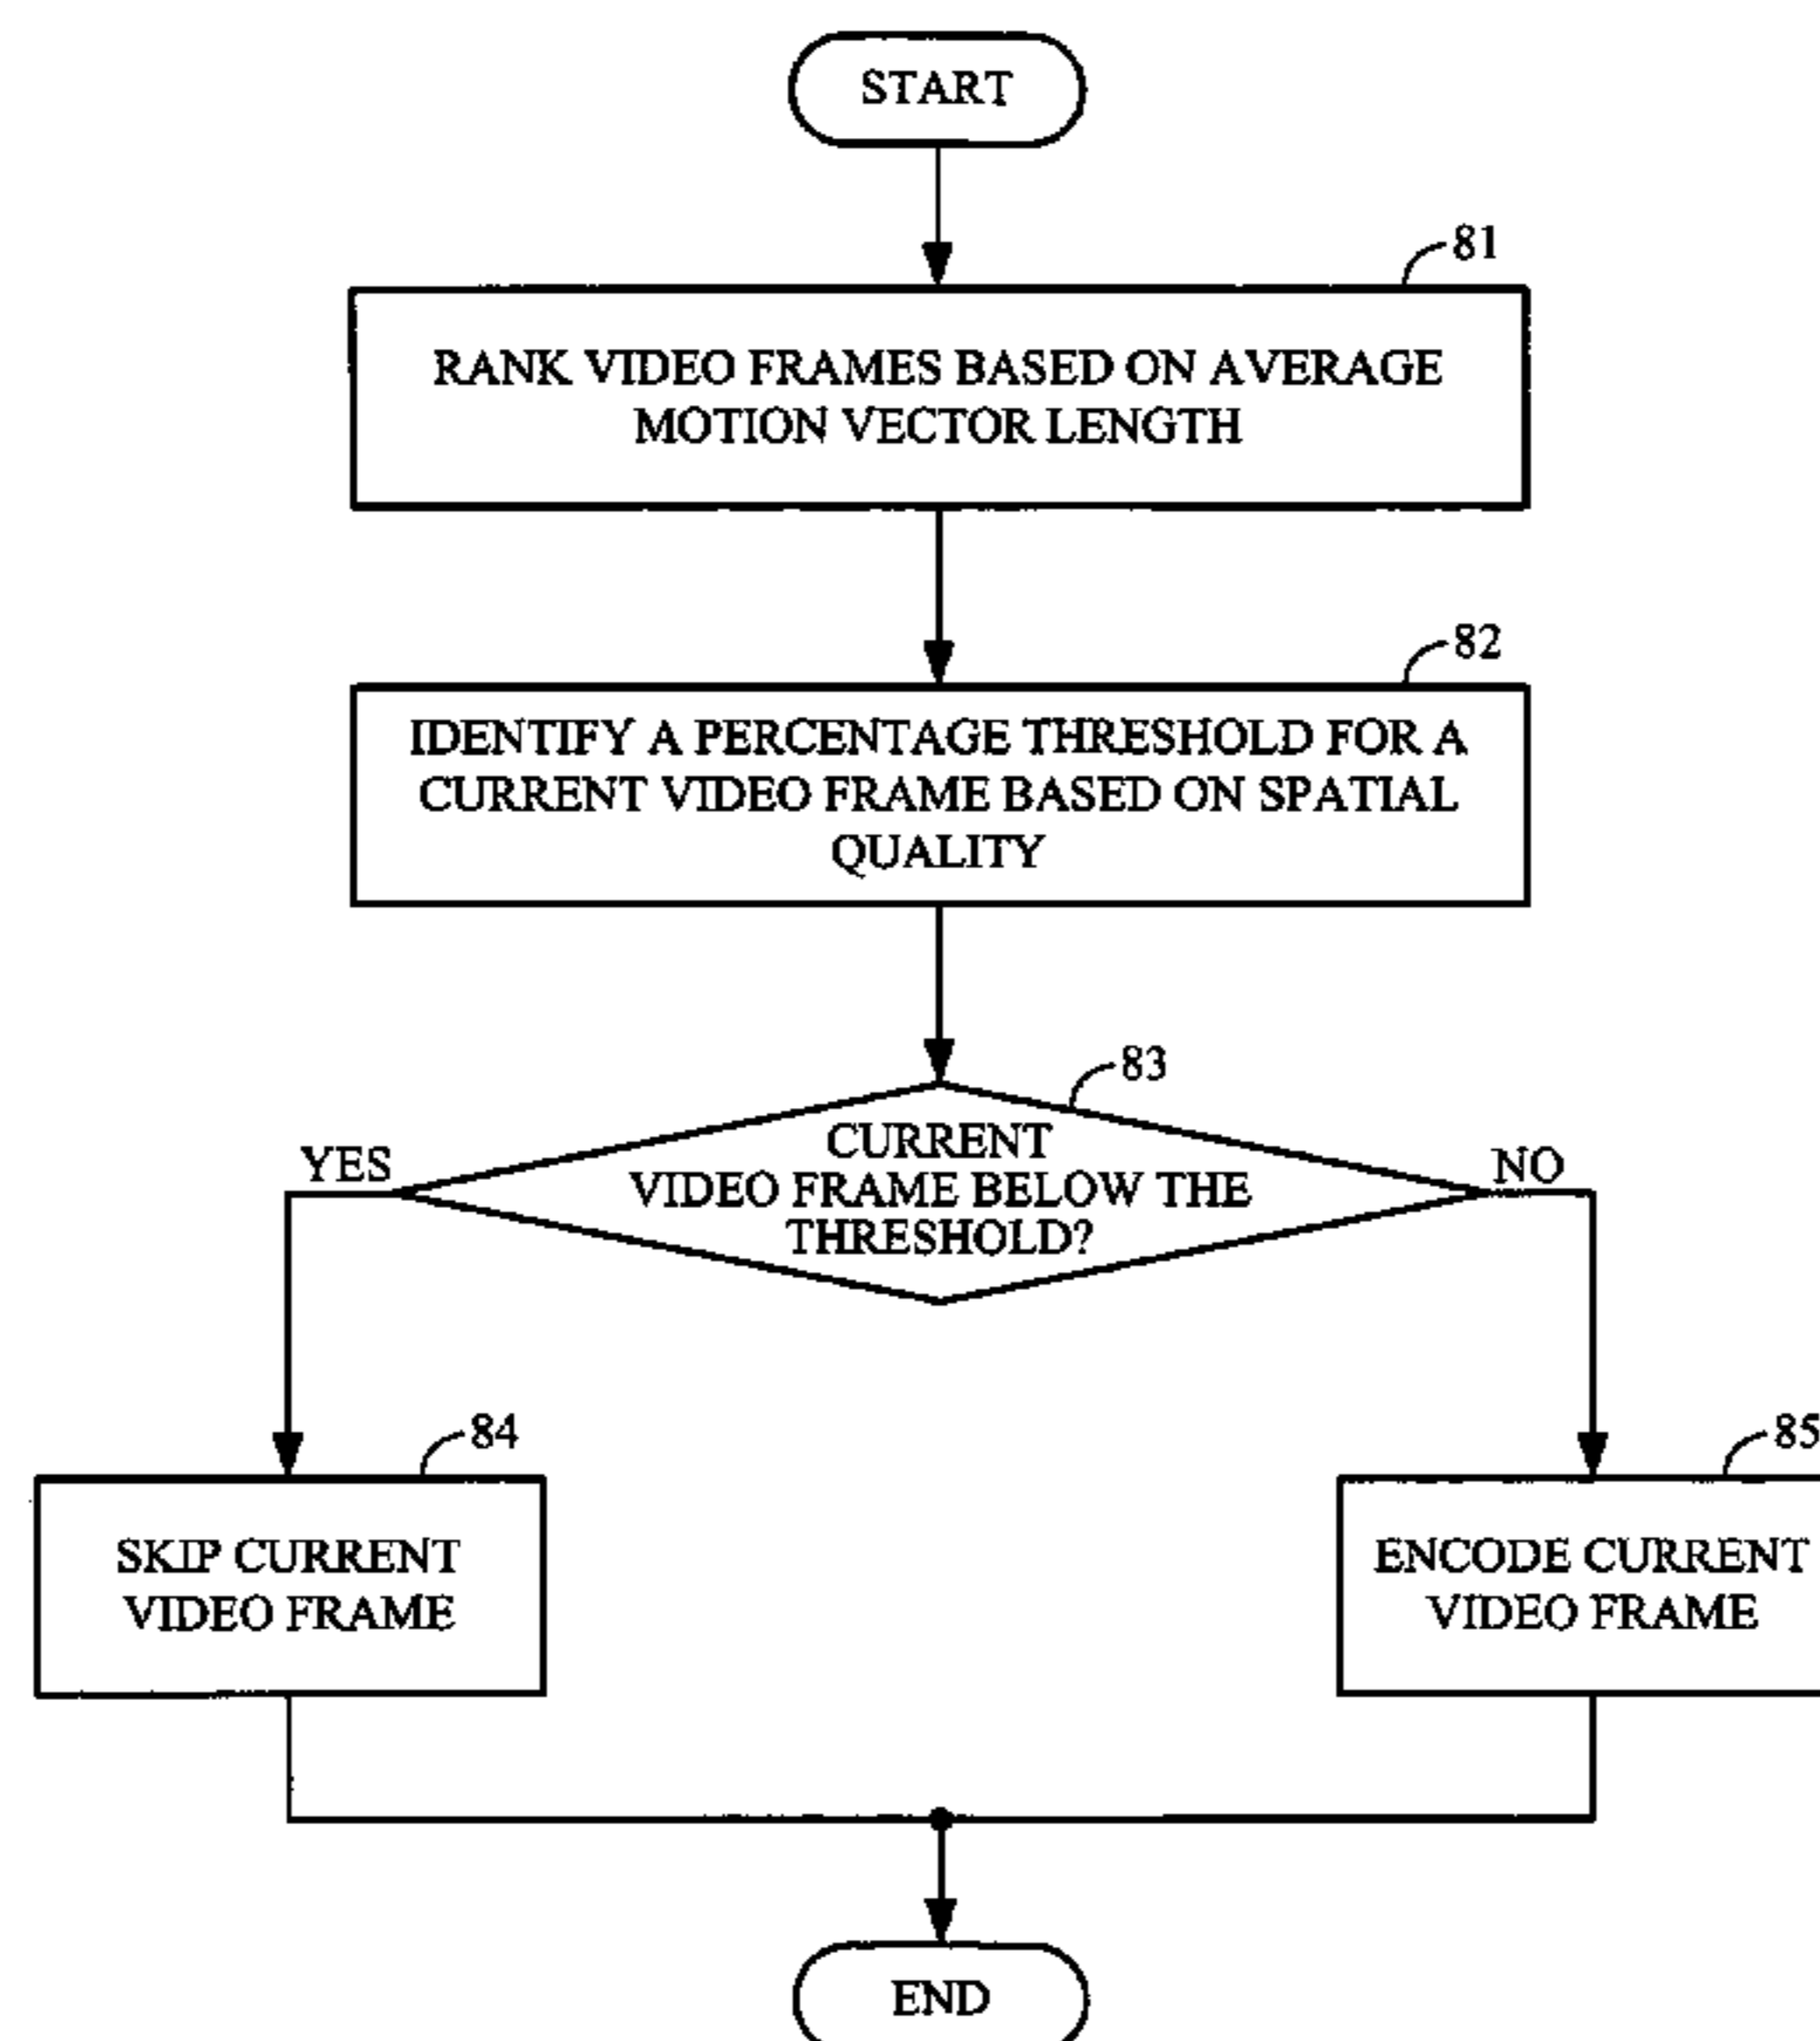 START
81
RANK VIDEO FRAMES BASED ON AVERAGE
MOTION VECTOR LENGTH
82
IDENTIFY A PERCENTAGE THRESHOLD FOR A
CURRENT VIDEO FRAME BASED ON SPATIAL
QUALITY
83
CURRENT
VIDEO FRAME BELOW THE
THRESHOLD?
YES
NO
84
SKIP CURRENT
VIDEO FRAME
85
ENCODE CURRENT
VIDEO FRAME
END